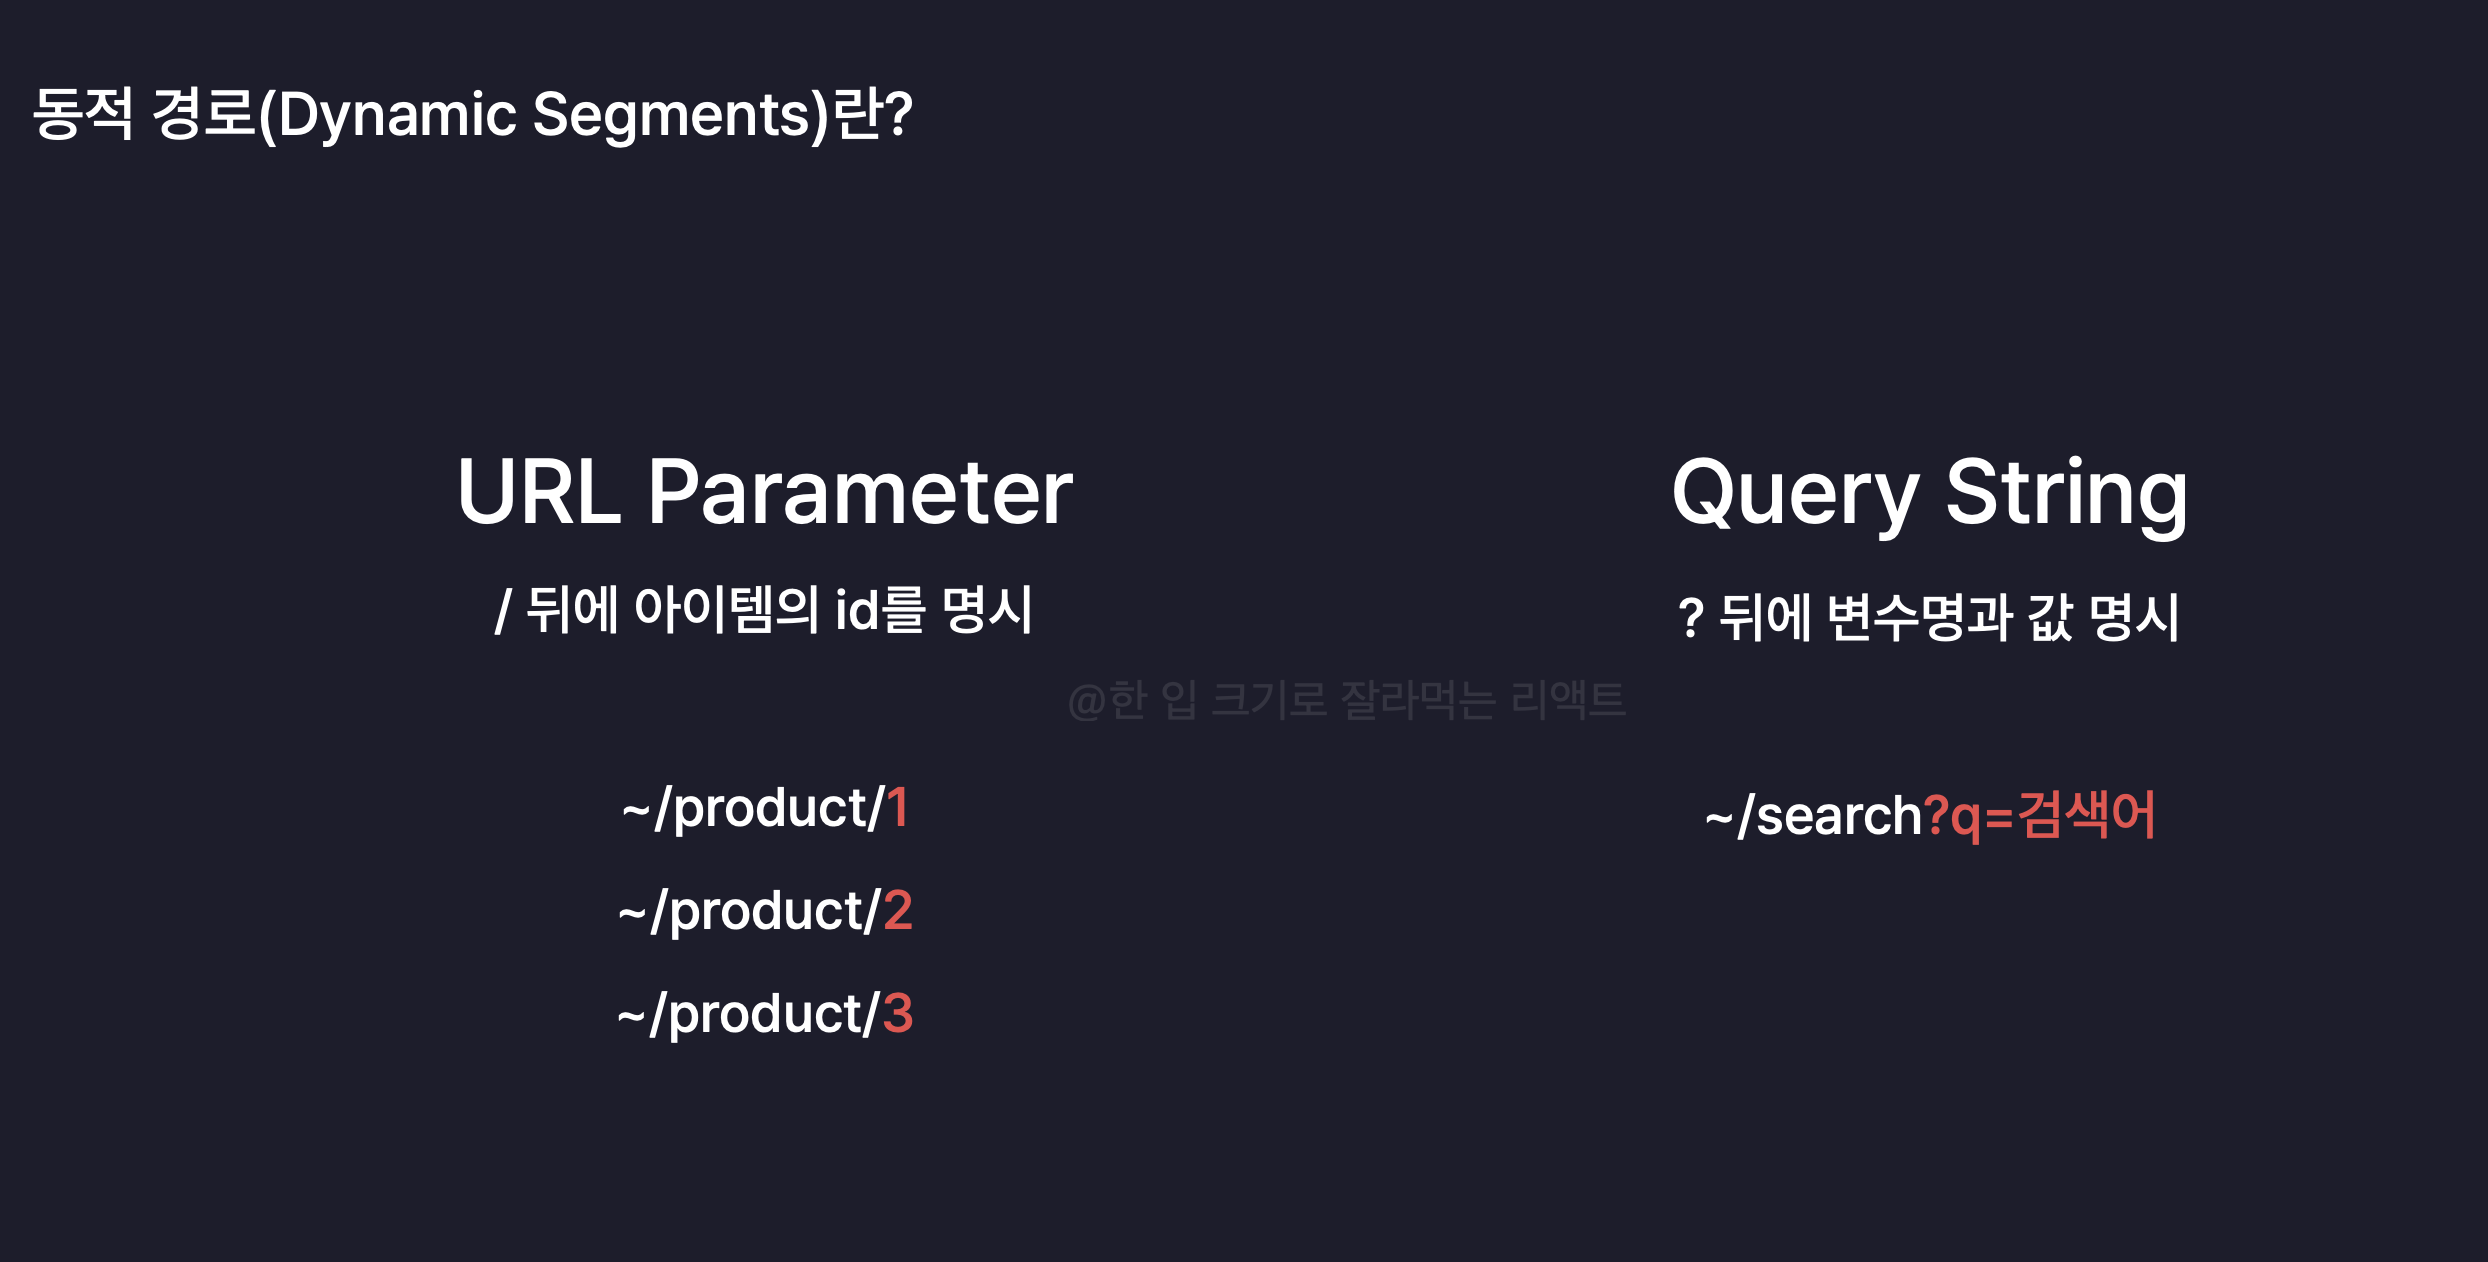 동적 경로(Dynamic Segments)란?
URL Parameter
/ 뒤에 아이템의 id를 명시
~/product/1
~/product/2
~/product/3
Query String
? 뒤에 변수명과 값 명시
~/search?q=검색어
@한 입 크기로 잘라먹는 리액트